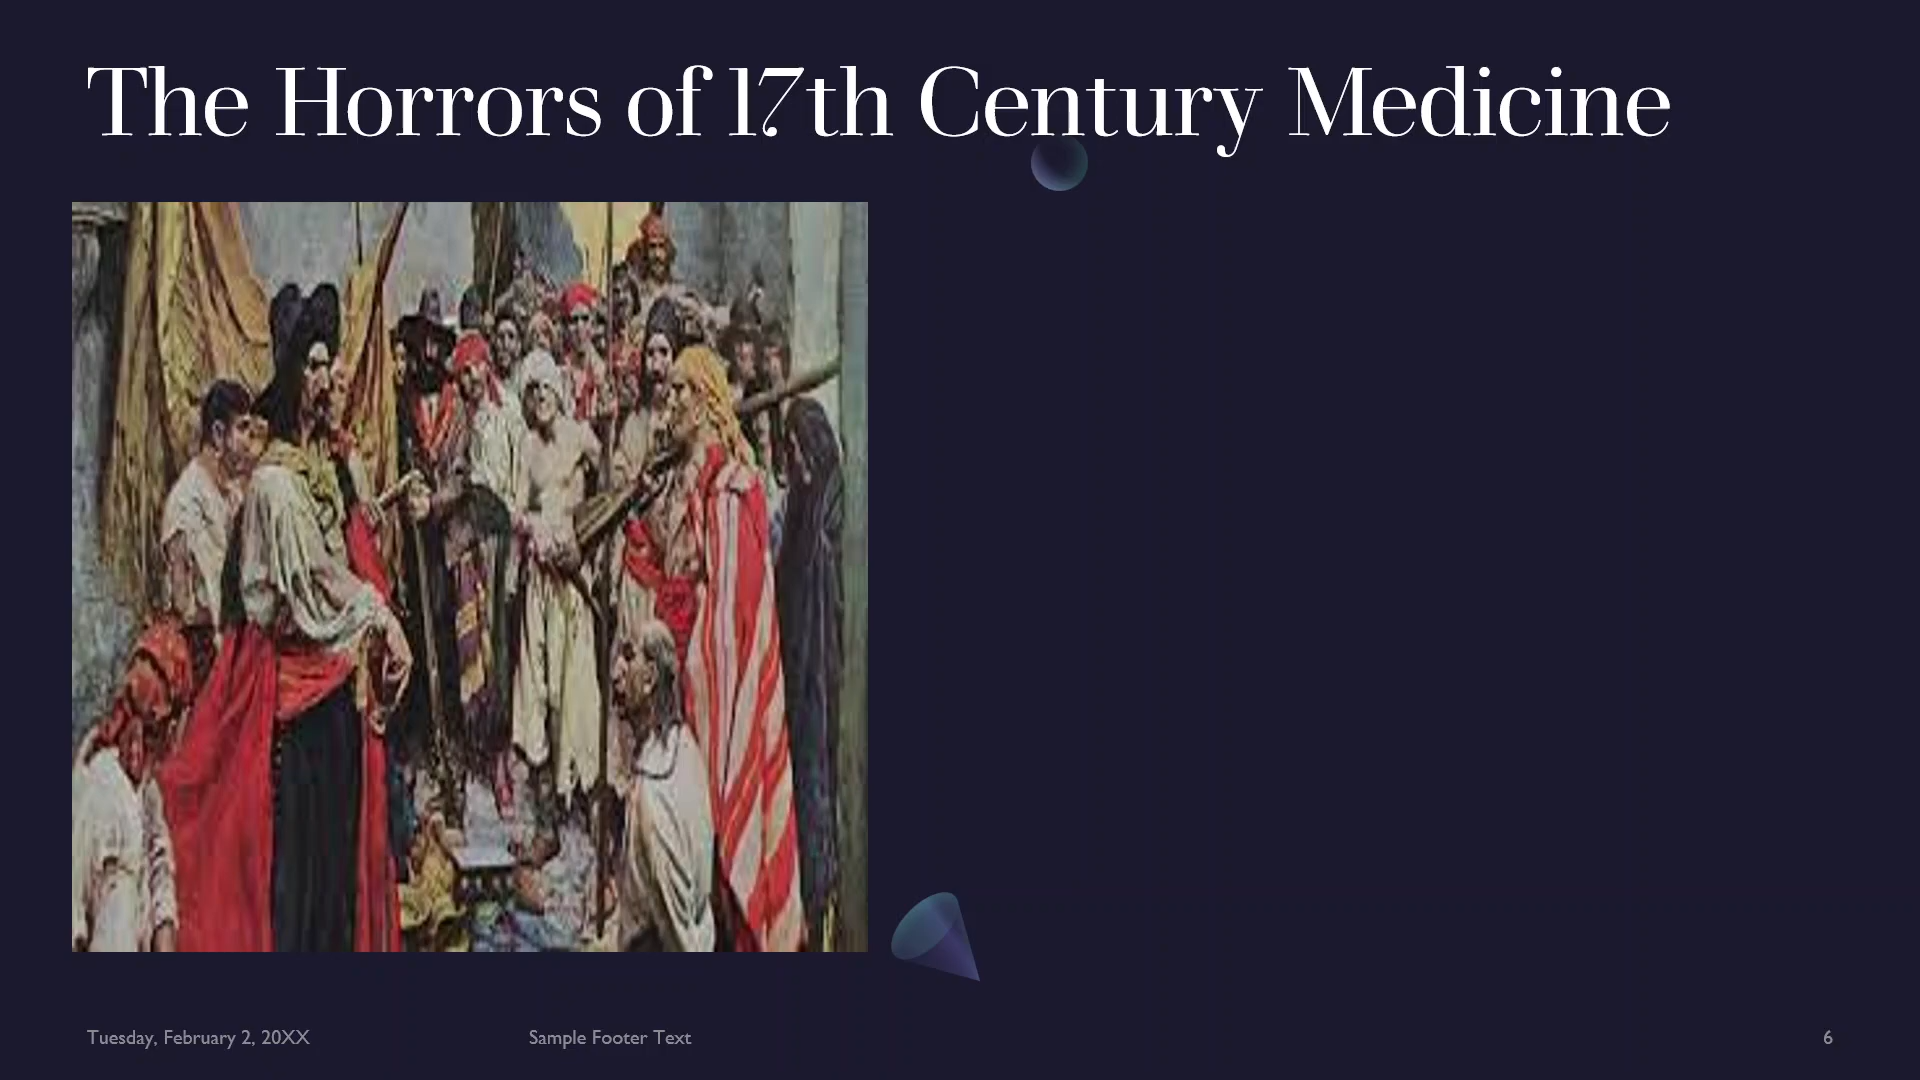 The Horrors of 17th Century Medicine
Tuesday, February 2, 20XX
Sample Footer Text
6